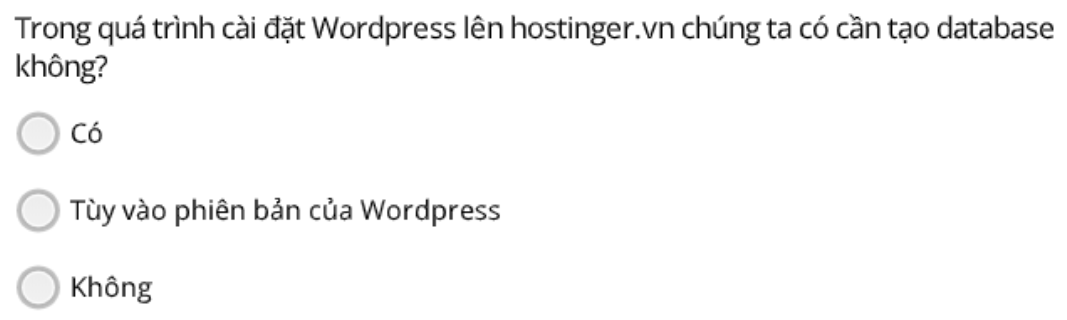 Trong quá trình cài đặt Wordpress lên hostinger.vn chúng ta có cần tạo database
không?
Có
Tùy vào phiên bản của Wordpress
Không